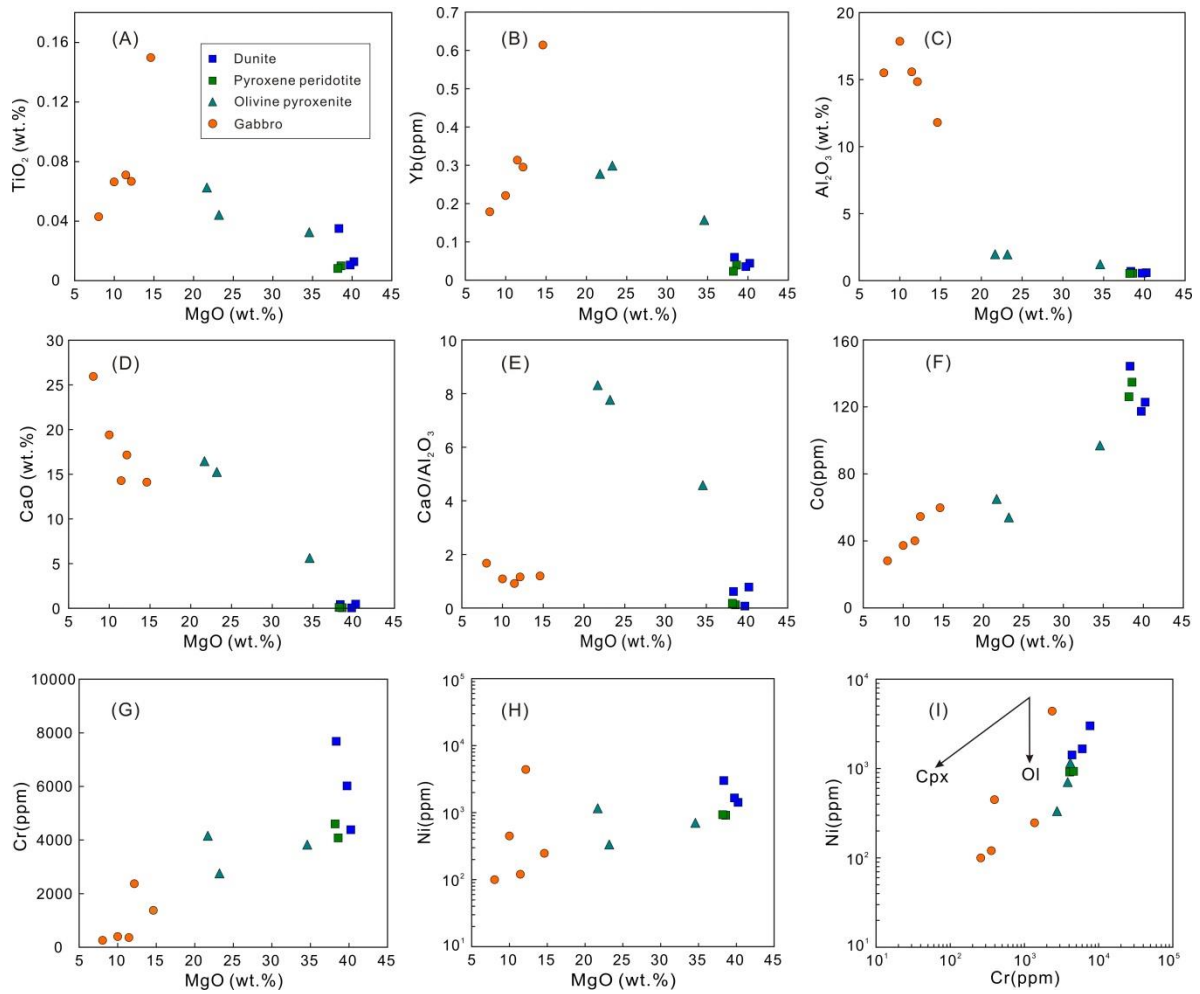 (A)
TiO2 (wt.%)
0.16
0.12
0.08
0.04
0
5 10 15 20 25 30 35 40 45
MgO (wt.%)
Dunite
Pyroxene peridotite
Olivine pyroxenite
Gabbro
(B)
Yb(ppm)
0.7
0.6
0.5
0.4
0.3
0.2
0.1
0.0
5 10 15 20 25 30 35 40 45
MgO (wt.%)
(C)
Al2O3 (wt.%)
20
15
10
5
0
5 10 15 20 25 30 35 40 45
MgO (wt.%)
(D)
CaO (wt.%)
30
25
20
15
10
5
0
5 10 15 20 25 30 35 40 45
MgO (wt.%)
(E)
CaO/Al2O3
10
8
6
4
2
0
5 10 15 20 25 30 35 40 45
MgO (wt.%)
(F)
Co(ppm)
160
120
80
40
0
5 10 15 20 25 30 35 40 45
MgO (wt.%)
(G)
Cr(ppm)
10000
8000
6000
4000
2000
0
5 10 15 20 25 30 35 40 45
MgO (wt.%)
(H)
Ni(ppm)
10^5
10^4
10^3
10^2
10^1
5 10 15 20 25 30 35 40 45
MgO (wt.%)
(I)
Ni(ppm)
10^4
10^3
10^2
10^1
Cpx
Ol
10^1 10^2 10^3 10^4 10^5
Cr(ppm)